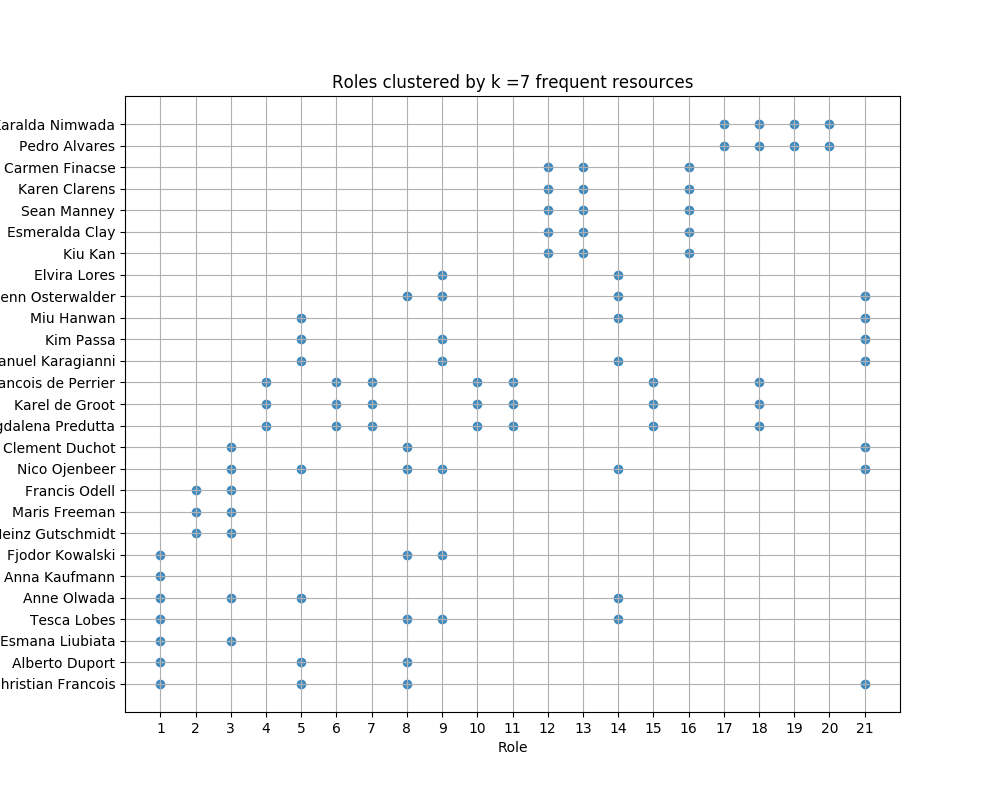 Roles clustered by k =7 frequent resources
Karalda Nimwada
Pedro Alvares
Carmen Finacse
Karen Clarens
Sean Manney
Esmeralda Clay
Kiu Kan
Elvira Lores
enn Osterwalder
Miu Hanwan
Kim Passa
anuel Karagianni
ancois de Perrier
Karel de Groot
gdalena Predutta
Clement Duchot
Nico Ojenbeer
Francis Odell
Maris Freeman
Heinz Gutschmidt
Fjodor Kowalski
Anna Kaufmann
Anne Olwada
Tesca Lobes
Esmana Liubiata
Alberto Duport
hristian Francois
1 2 3 4 5 6 7 8 9 10 11 12 13 14 15 16 17 18 19 20 21
Role